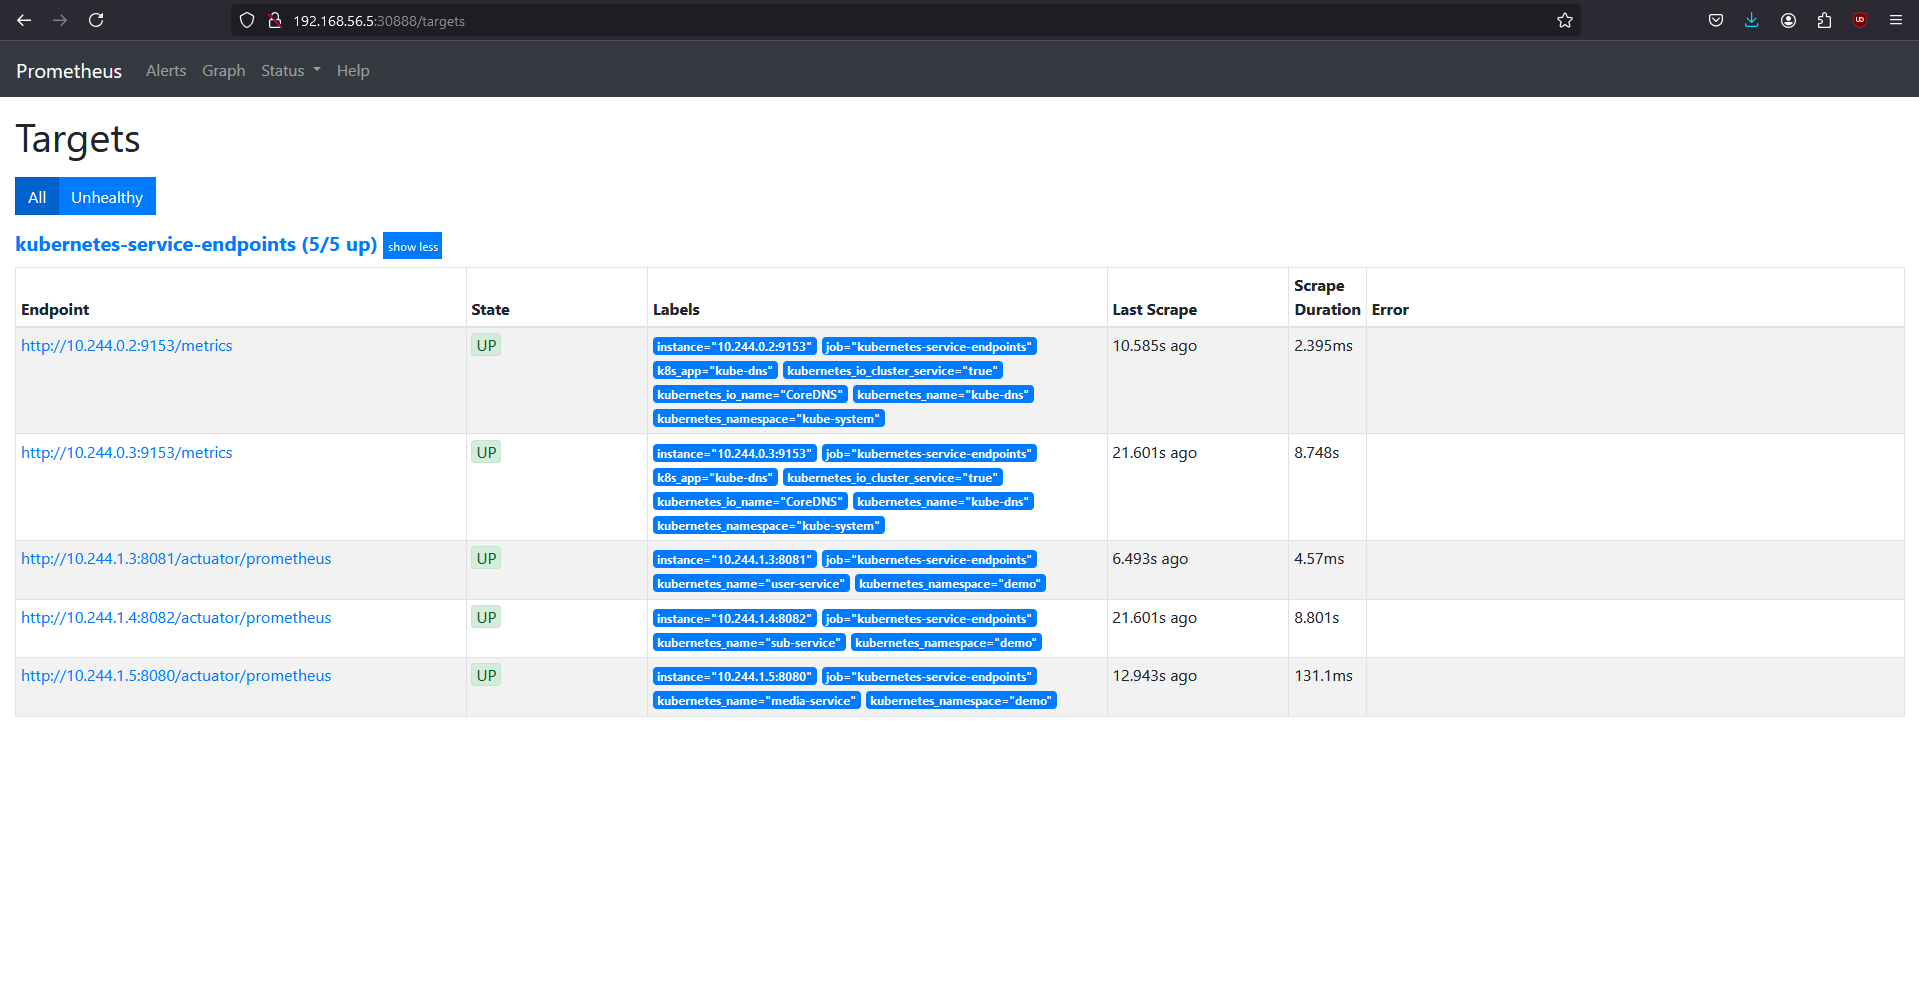 192.168.56.5:30888/targets
Prometheus Alerts Graph Status Help
Targets
All Unhealthy
kubernetes-service-endpoints (5/5 up) show less
Endpoint State Labels Last Scrape Scrape Duration Error
http://10.244.0.2:9153/metrics UP instance="10.244.0.2:9153" job="kubernetes-service-endpoints" 10.585s ago 2.395ms
k8s_app="kube-dns" kubernetes_io_cluster_service="true"
kubernetes_io_name="CoreDNS" kubernetes_name="kube-dns"
kubernetes_namespace="kube-system"
http://10.244.0.3:9153/metrics UP instance="10.244.0.3:9153" job="kubernetes-service-endpoints" 21.601s ago 8.748s
k8s_app="kube-dns" kubernetes_io_cluster_service="true"
kubernetes_io_name="CoreDNS" kubernetes_name="kube-dns"
kubernetes_namespace="kube-system"
http://10.244.1.3:8081/actuator/prometheus UP instance="10.244.1.3:8081" job="kubernetes-service-endpoints" 6.493s ago 4.57ms
kubernetes_name="user-service" kubernetes_namespace="demo"
http://10.244.1.4:8082/actuator/prometheus UP instance="10.244.1.4:8082" job="kubernetes-service-endpoints" 21.601s ago 8.801s
kubernetes_name="sub-service" kubernetes_namespace="demo"
http://10.244.1.5:8080/actuator/prometheus UP instance="10.244.1.5:8080" job="kubernetes-service-endpoints" 12.943s ago 131.1ms
kubernetes_name="media-service" kubernetes_namespace="demo"